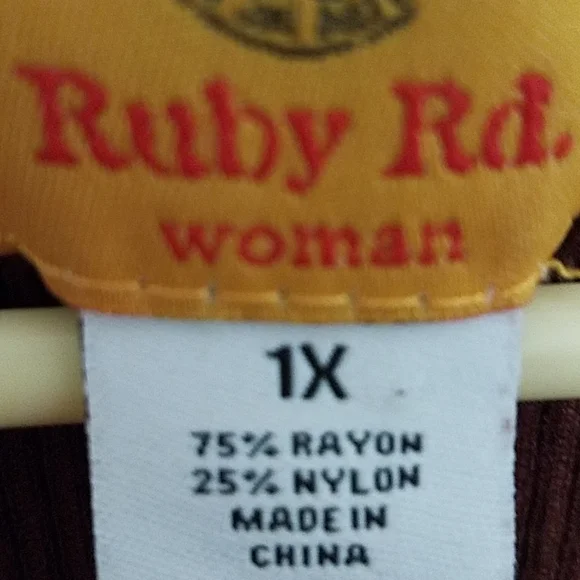 Ruby Rd.
woman
1X
75% RAYON
25% NYLON
MADE IN
CHINA